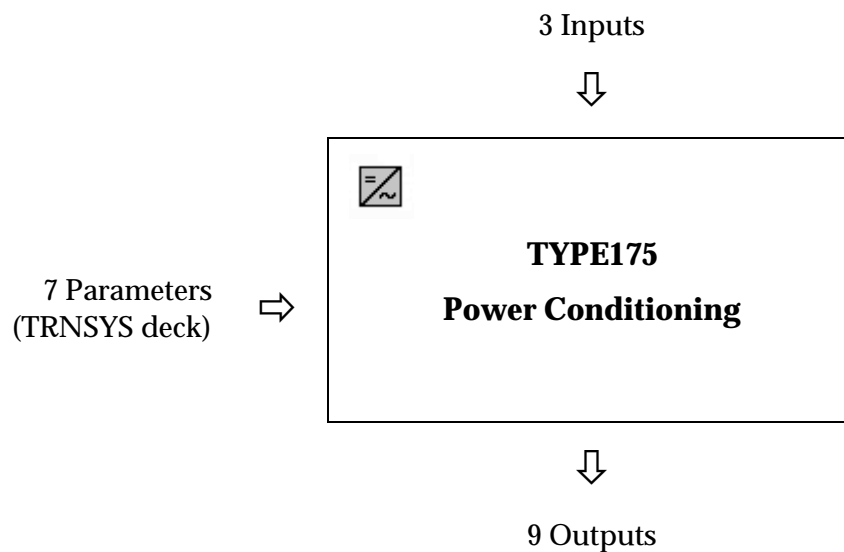 3 Inputs
TYPE175
Power Conditioning
7 Parameters
(TRNSYS deck)
9 Outputs